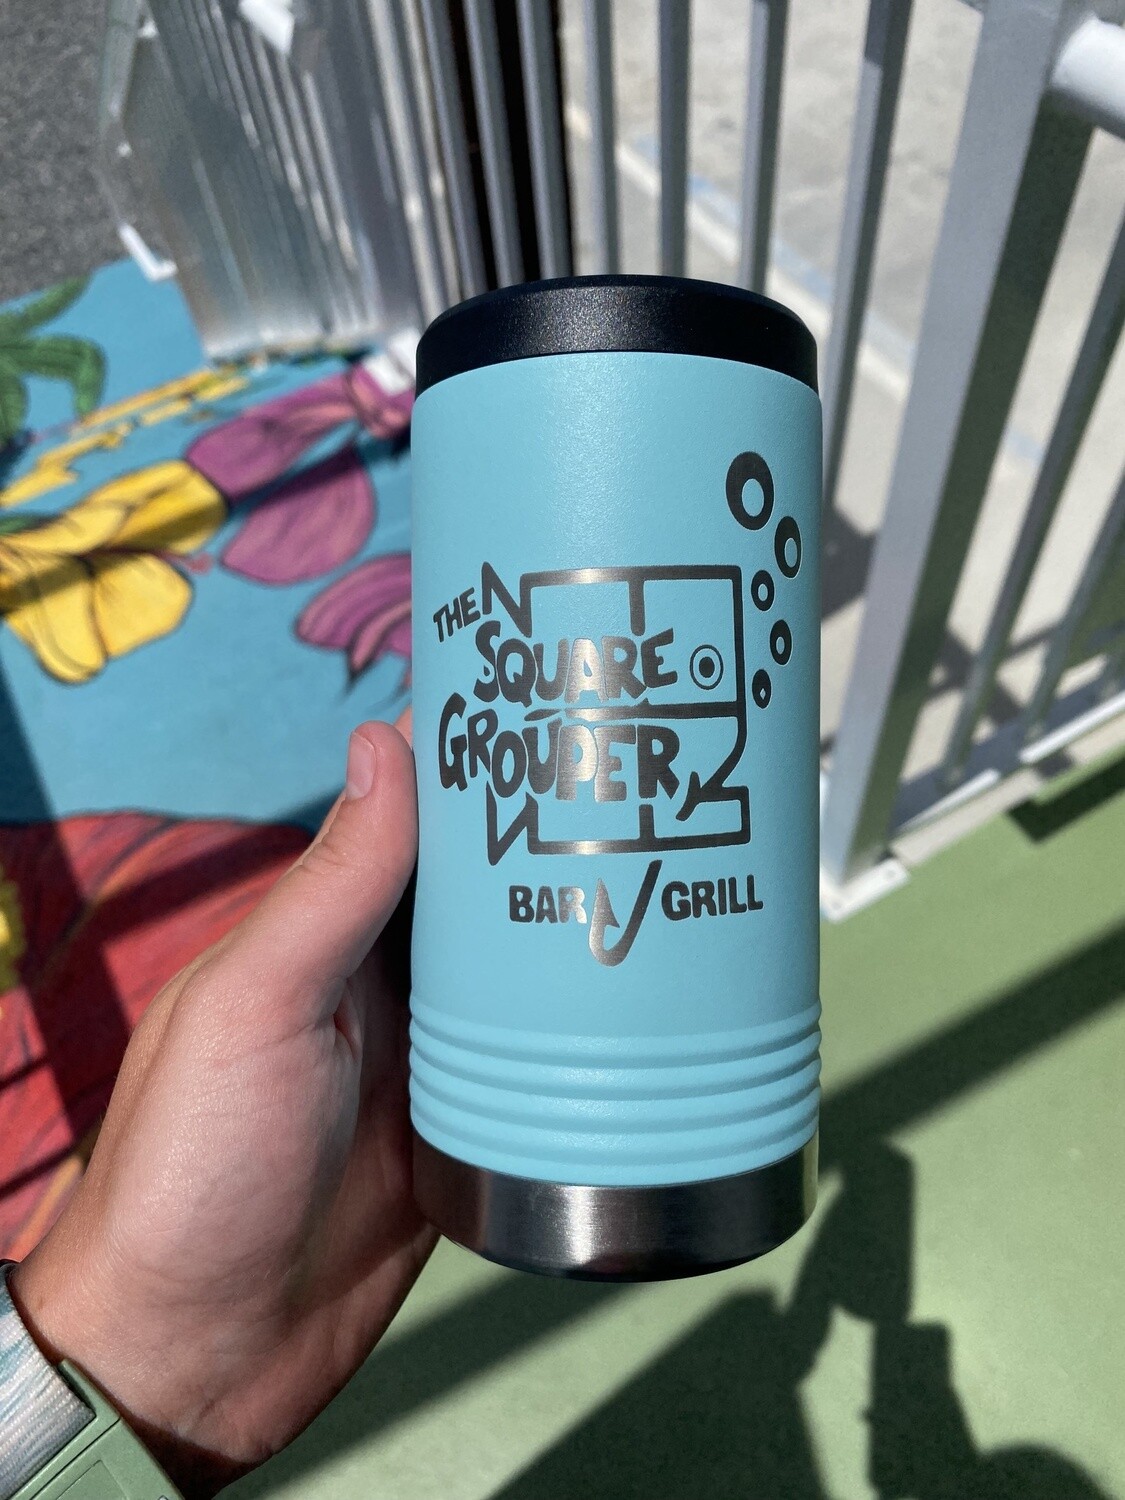 THE
SQUARE
GROUPER
BAR GRILL